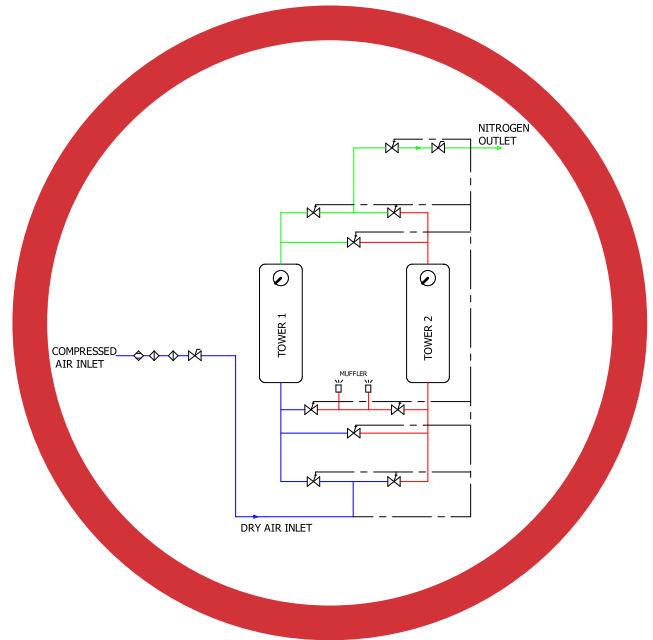 NITROGEN
OUTLET
TOWER 1
TOWER 2
COMPRESSED
AIR INLET
MUFFLER
DRY AIR INLET